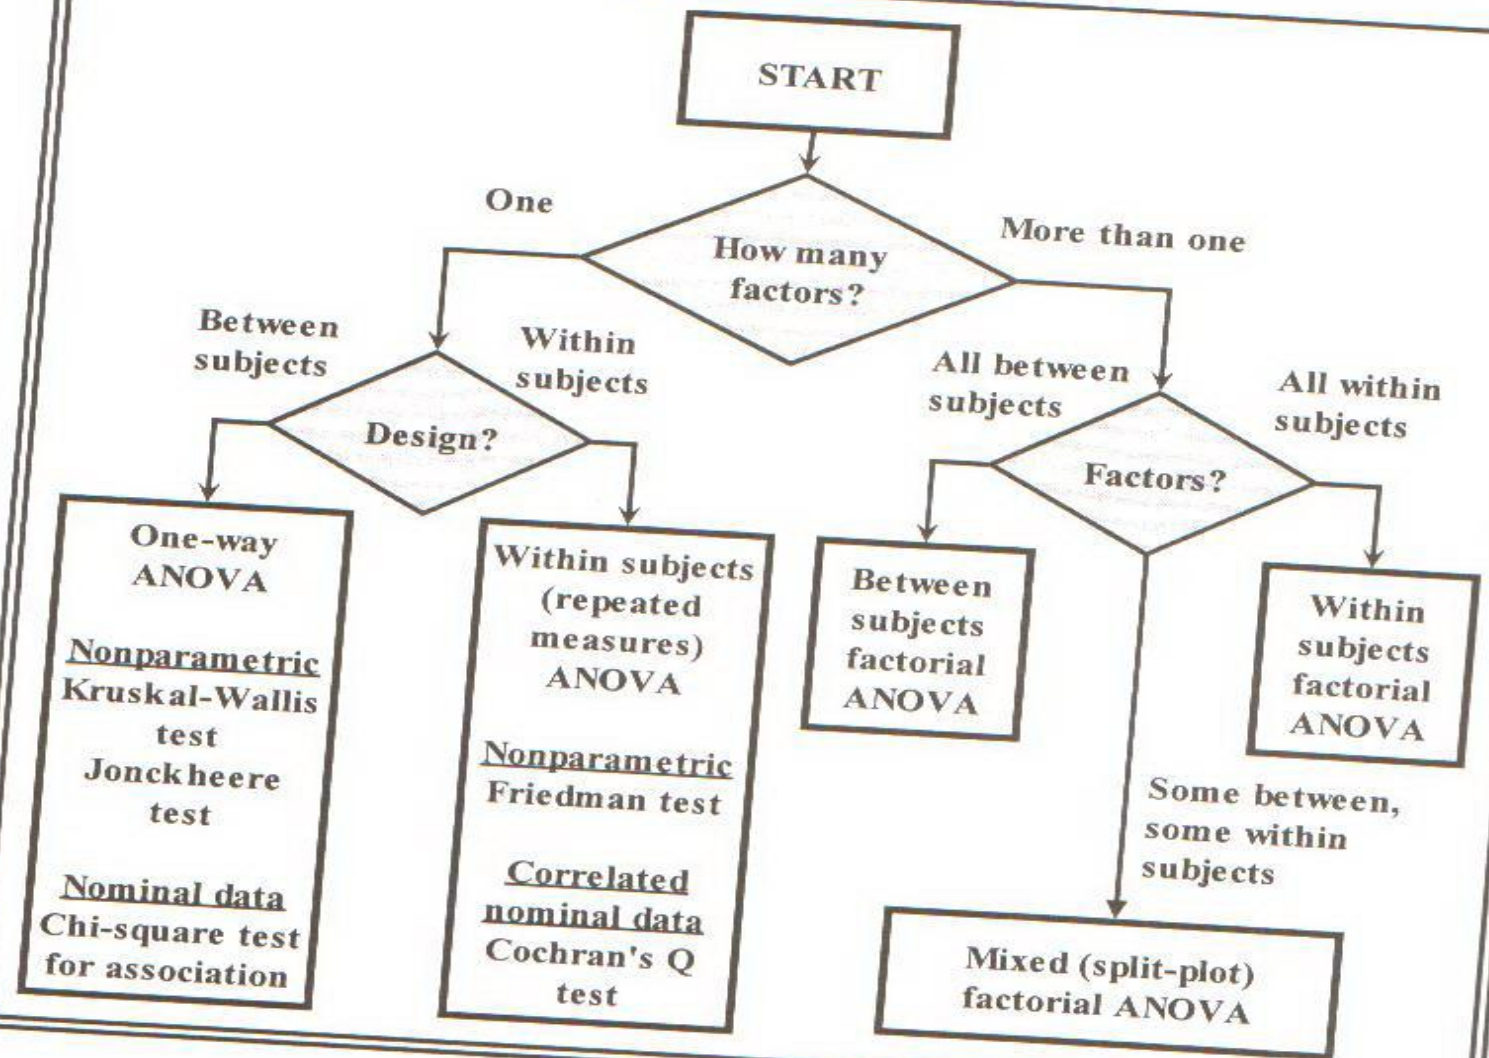 START
One
More than one
How many
factors?
Between
subjects
Within
subjects
All between
subjects
All within
subjects
Design?
Factors?
One-way
ANOVA
Nonparametric
Kruskal-Wallis
test
Jonckheere
test
Nominal data
Chi-square test
for association
Within subjects
(repeated
measures)
ANOVA
Nonparametric
Friedman test
Correlated
nominal data
Cochran's Q
test
Between
subjects
factorial
ANOVA
Within
subjects
factorial
ANOVA
Some between,
some within
subjects
Mixed (split-plot)
factorial ANOVA